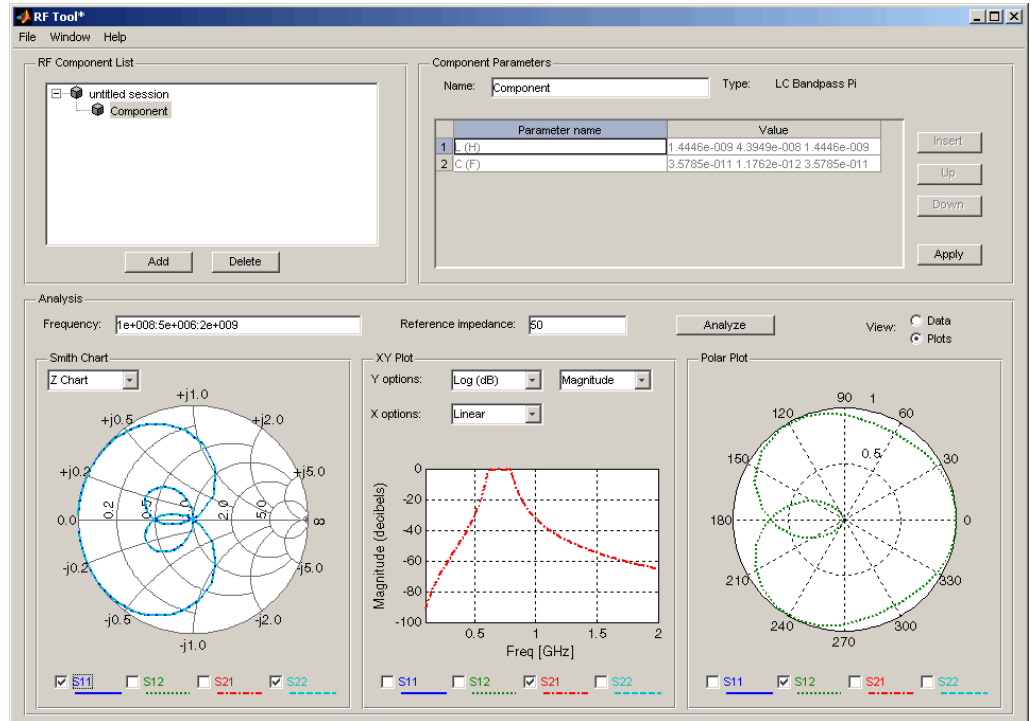 RF Tool*
File Window Help
RF Component List
untitled session
Component
Add Delete
Component Parameters
Name: Component Type: LC Bandpass Pi
Parameter name Value
1 L (H) 1.4446e-009 4.3949e-008 1.4446e-009
2 C (F) 3.5785e-011 1.1762e-012 3.5785e-011
Insert
Up
Down
Apply
Analysis
Frequency: 1e+008:5e+006:2e+009 Reference impedance: 50 Analyze View: Data
Plots
Smith Chart
Z Chart
+j1.0
+j0.5 +j2.0
+j0.2 +j5.0
0.0 0.2 0.5 1.0 2.0 5.0 ∞
-j0.2 -j5.0
-j0.5 -j2.0
-j1.0
S11 S12 S21 S22
XY Plot
Y options: Log (dB) Magnitude
X options: Linear
0
-20
-40
-60
-80
-100
Magnitude (decibels)
0.5 1 1.5 2
Freq [GHz]
S11 S12 S21 S22
Polar Plot
90 1
120 60
150 0.5 30
180 0
210 330
240 300
270
S11 S12 S21 S22